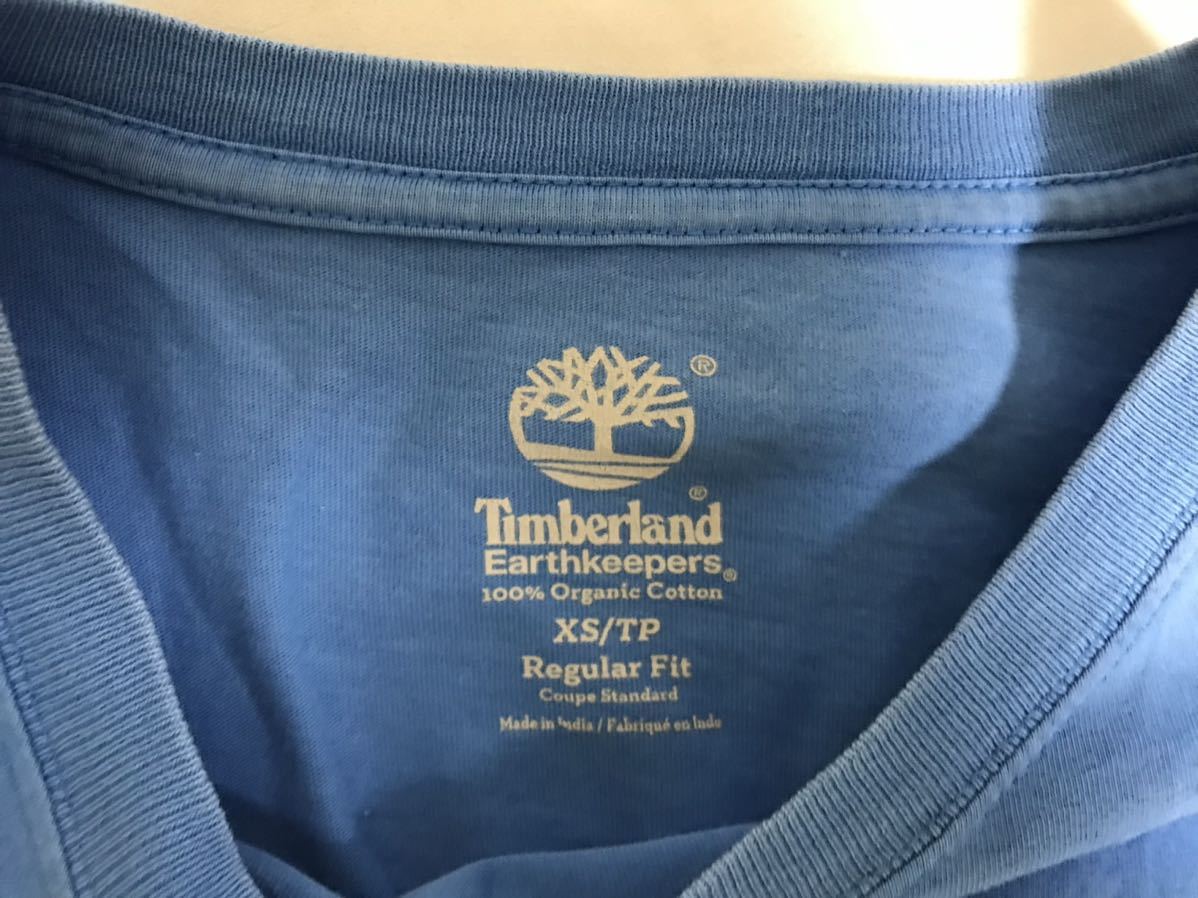 ®
Timberland®
Earthkeepers®
100% Organic Cotton
XS/TP
Regular Fit
Coupe Standard
Made in India / Fabriqué en Inde